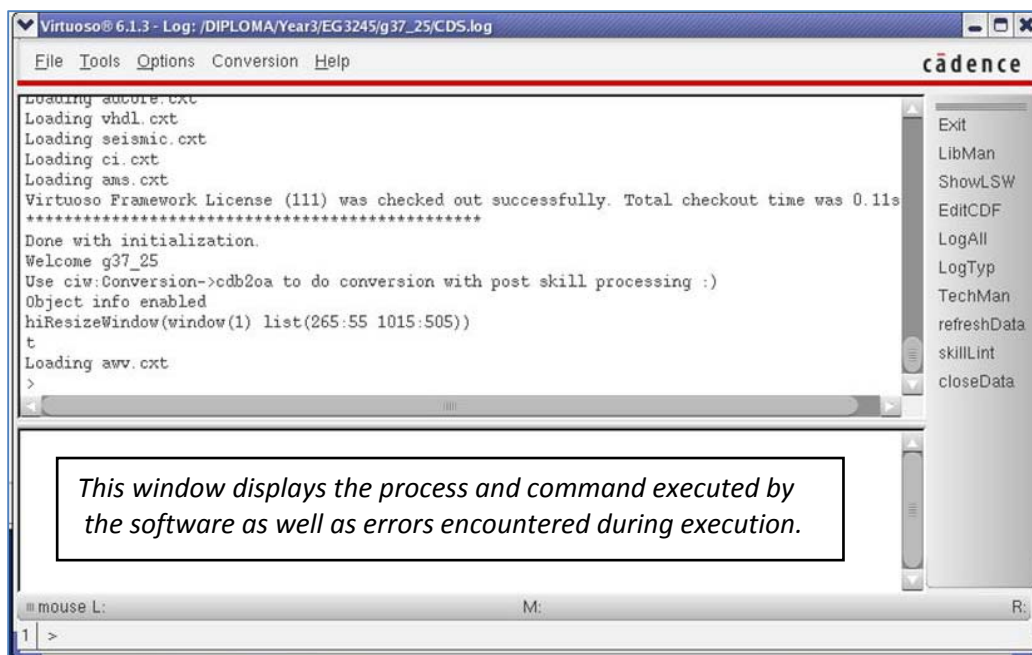 Virtuoso® 6.1.3 - Log: /DIPLOMA/Year3/EG3245/g37_25/CDS.log
File Tools Options Conversion Help
cādence
Loading adcore.cxt
Loading vhdl.cxt
Loading seismic.cxt
Loading ci.cxt
Loading ams.cxt
Virtuoso Framework License (111) was checked out successfully. Total checkout time was 0.11s
************************************************
Done with initialization.
Welcome g37_25
Use ciw:Conversion->cdb2oa to do conversion with post skill processing :)
Object info enabled
hiResizeWindow(window(1) list(265:55 1015:505))
t
Loading awv.cxt
>
Exit
LibMan
ShowLSW
EditCDF
LogAll
LogTyp
TechMan
refreshData
skillLint
closeData
This window displays the process and command executed by
the software as well as errors encountered during execution.
mouse L: M: R:
1 >